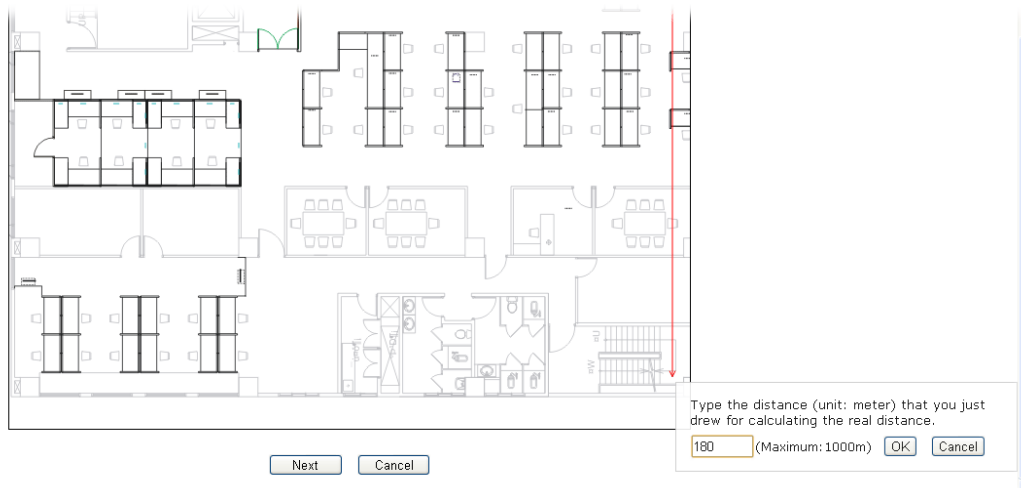 Type the distance (unit: meter) that you just
drew for calculating the real distance.
180 (Maximum: 1000m) OK Cancel
Next Cancel